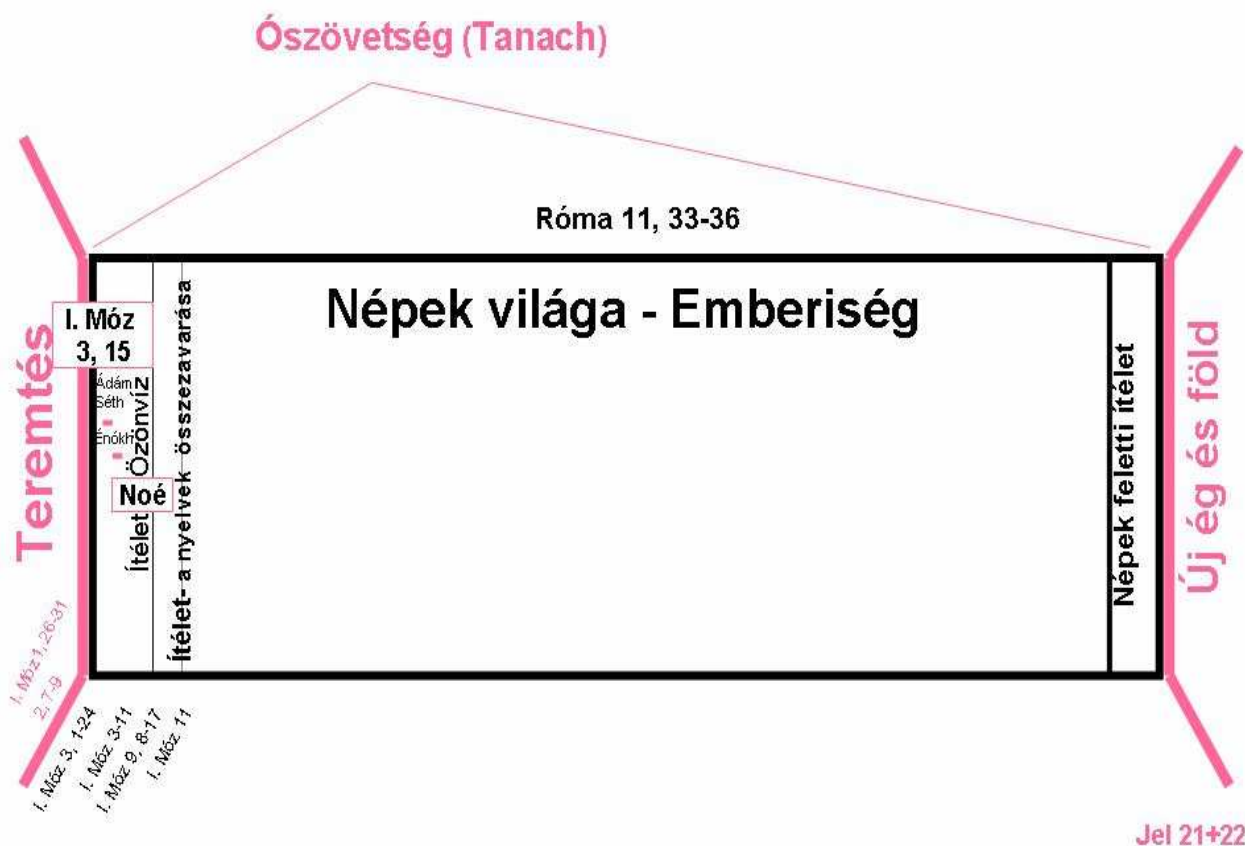 Ószövetség (Tanach)
Róma 11, 33-36
Népek világa - Emberiség
Teremtés
I. Móz
3, 15
Ádám
Séth
Énókh
Noé
Ítélet Özönvíz
Ítélet- a nyelvek összezavarása
Népek feletti ítélet
Új ég és föld
I. Móz 1, 26-31
2, 7-9
I. Móz 3, 1-24
I. Móz 3-11
I. Móz 9, 8-17
I. Móz 11
Jel 21+22